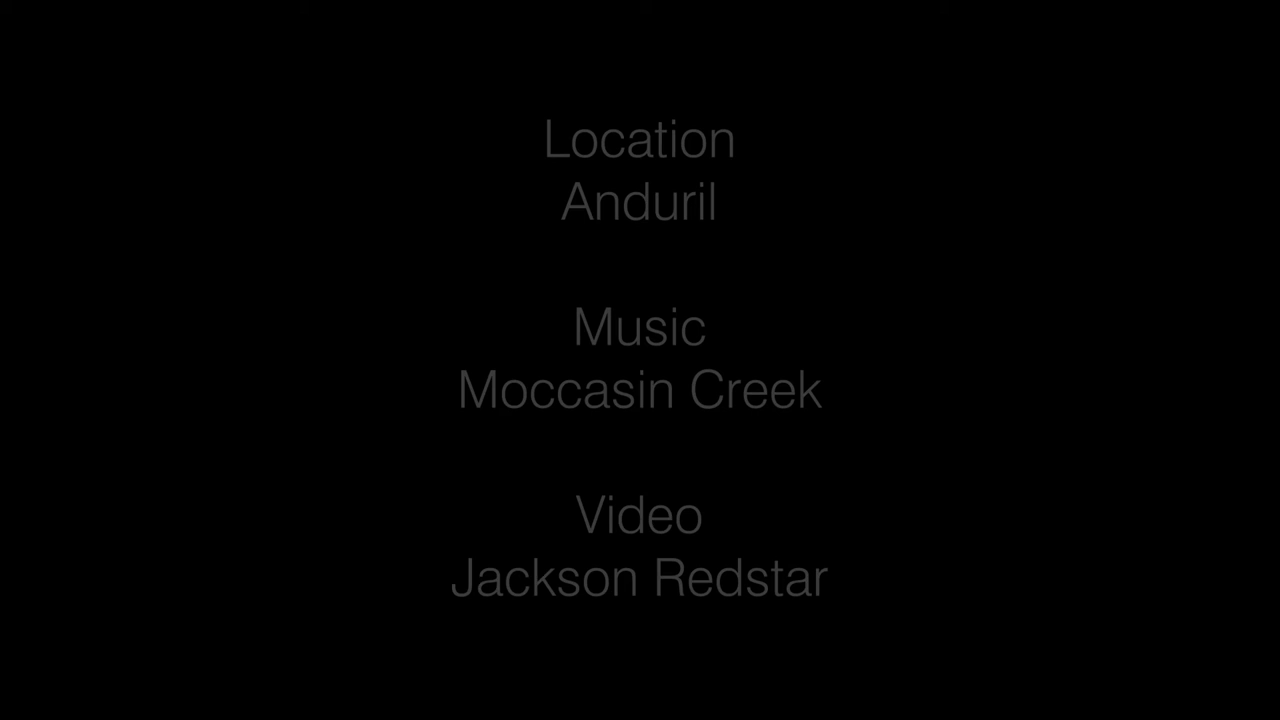 Location
Anduril
Music
Moccasin Creek
Video
Jackson Redstar